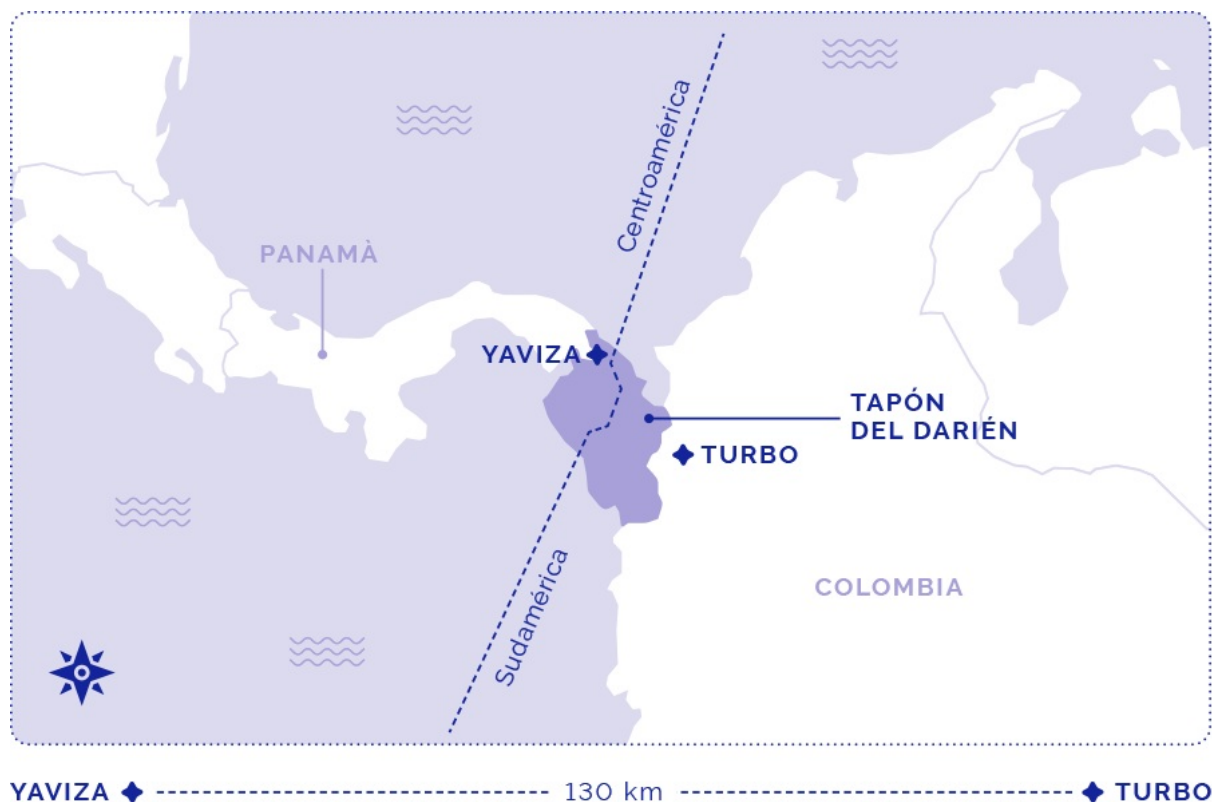 Centroamérica
PANAMÀ
YAVIZA
TAPÓN
DEL DARIÉN
TURBO
Sudamérica
COLOMBIA
YAVIZA 130 km TURBO